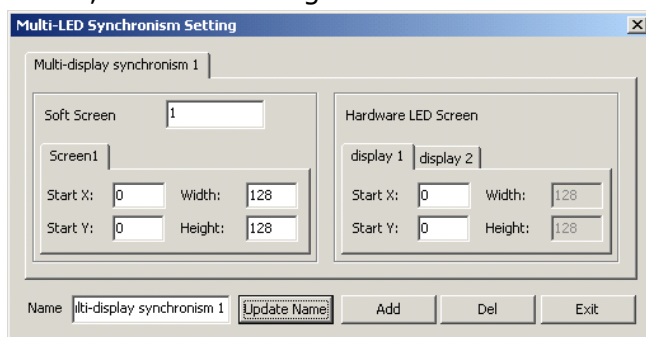 Multi-LED Synchronism Setting
Multi-display synchronism 1
Soft Screen 1
Screen1
Start X: 0 Width: 128
Start Y: 0 Height: 128
Hardware LED Screen
display 1 display 2
Start X: 0 Width: 128
Start Y: 0 Height: 128
Name lti-display synchronism 1 Update Name Add Del Exit